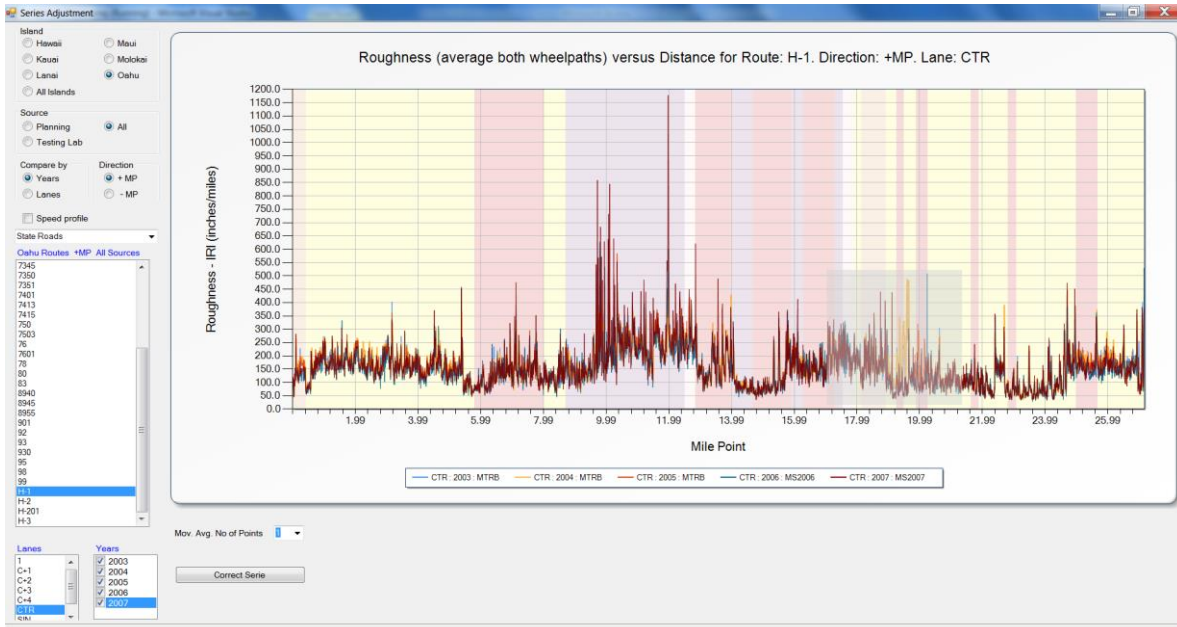 Series Adjustment
Island
Hawaii Maui
Kauai Molokai
Lanai Oahu
All Islands
Source
Planning All
Testing Lab
Compare by Direction
Years + MP
Lanes - MP
Speed profile
State Roads
Oahu Routes +MP All Sources
7345
7350
7351
7401
7413
7415
750
7603
76
7601
78
80
83
8940
8945
8955
901
92
93
930
95
98
99
H-1
H-2
H-201
H-3
Lanes Years
1 2003
C+1 2004
C+2 2005
C+3 2006
C+4 2007
CTR
SIN
Roughness (average both wheelpaths) versus Distance for Route: H-1. Direction: +MP. Lane: CTR
Roughness - IRI (inches/miles)
1200.0
1150.0
1100.0
1050.0
1000.0
950.0
900.0
850.0
800.0
750.0
700.0
650.0
600.0
550.0
500.0
450.0
400.0
350.0
300.0
250.0
200.0
150.0
100.0
50.0
0.0
1.99 3.99 5.99 7.99 9.99 11.99 13.99 15.99 17.99 19.99 21.99 23.99 25.99
Mile Point
CTR : 2003 : MTRB CTR : 2004 : MTRB CTR : 2005 : MTRB CTR : 2006 : MS2006 CTR : 2007 : MS2007
Mov. Avg. No of Points 1
Correct Serie